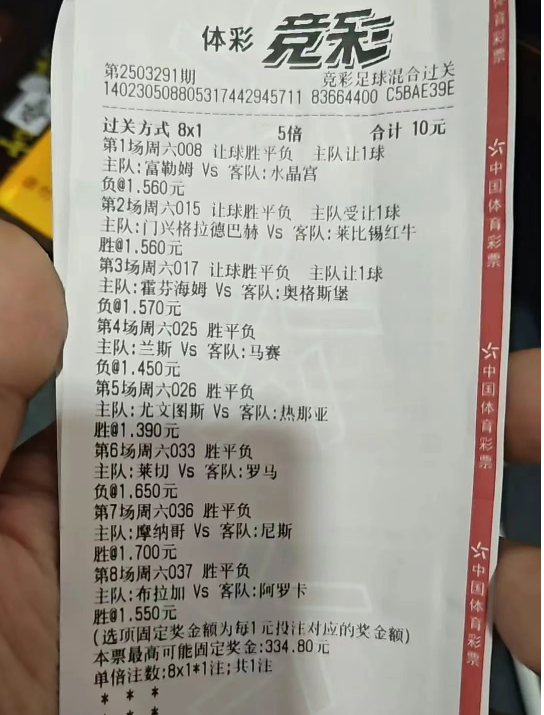 体彩 竞彩
第2503291期 竞彩足球混合过关
140230508805317442945711 83664400 C5BAE39E
过关方式 8x1 5倍 合计 10元
第1场周六008 让球胜平负 主队让1球
主队:富勒姆 Vs 客队:水晶宫
负@1.560元
第2场周六015 让球胜平负 主队受让1球
主队:门兴格拉德巴赫 Vs 客队:莱比锡红牛
胜@1.560元
第3场周六017 让球胜平负 主队让1球
主队:霍芬海姆 Vs 客队:奥格斯堡
负@1.570元
第4场周六025 胜平负
主队:兰斯 Vs 客队:马赛
负@1.450元
第5场周六026 胜平负
主队:尤文图斯 Vs 客队:热那亚
胜@1.390元
第6场周六033 胜平负
主队:莱切 Vs 客队:罗马
负@1.650元
第7场周六036 胜平负
主队:摩纳哥 Vs 客队:尼斯
胜@1.700元
第8场周六037 胜平负
主队:布拉加 Vs 客队:阿罗卡
胜@1.550元
(选项固定奖金额为每1元投注对应的奖金额)
本票最高可能固定奖金:334.80元
单倍注数:8x1*1注;共1注
* * *
* * *
体育彩票
中国体育彩票
中国体育彩票
中国体育彩票